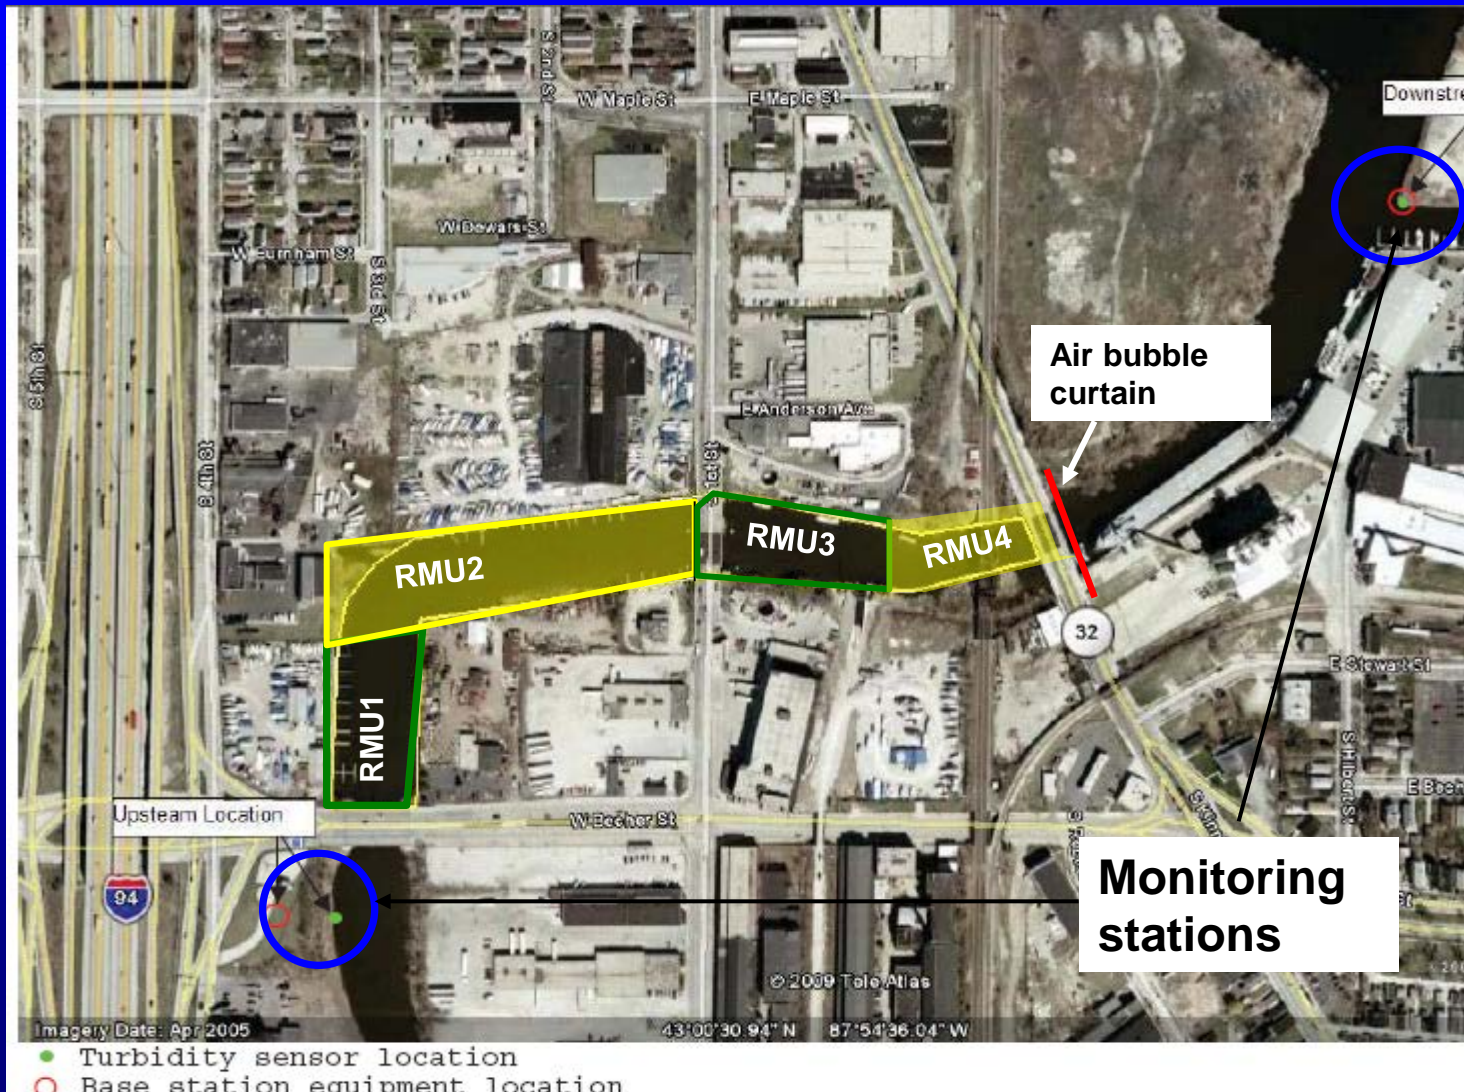 S 2nd St
W Maple St
E Maple St
Downstre
W Dewars St
W Burnham St
S 3rd St
Air bubble
curtain
S 5th St
E Anderson Ave
S 4th St
1st St
RMU2
RMU3
RMU4
32
E Stewart St
RMU1
S Hilbert St
E Bech
Upsteam Location
W Becher St
Monitoring
stations
94
St
© 2009 Tele Atlas
Imagery Date: Apr 2005
43°00'30.94" N 87°54'36.04" W
Turbidity sensor location
Base station equipment location